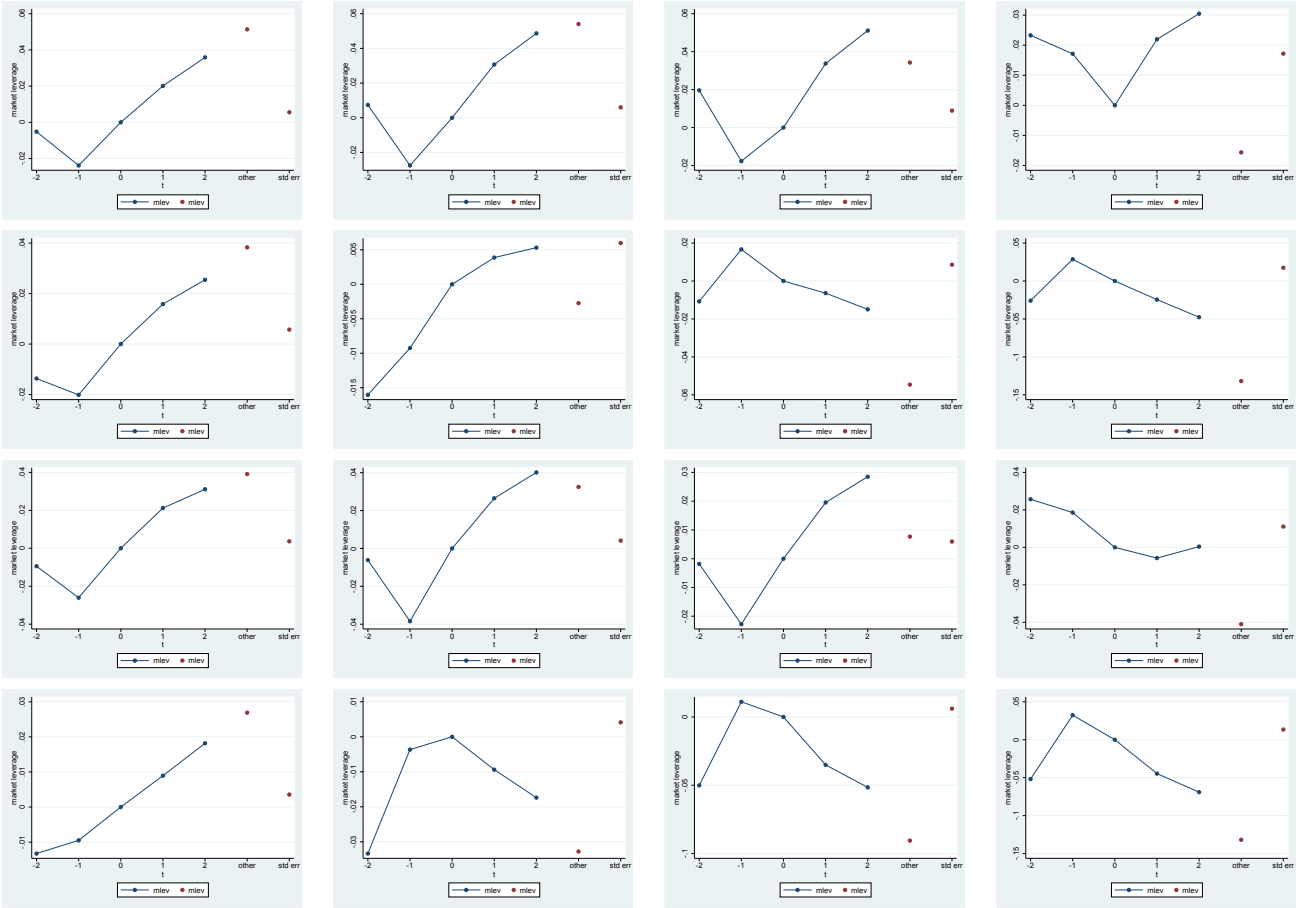 market leverage
-.02 0 .02 .04 .06
-2 -1 0 1 2 other std err
t
mlev mlev
market leverage
-.02 0 .02 .04 .06
-2 -1 0 1 2 other std err
t
mlev mlev
market leverage
-.02 0 .02 .04 .06
-2 -1 0 1 2 other std err
t
mlev mlev
market leverage
-.02 -.01 0 .01 .02 .03
-2 -1 0 1 2 other std err
t
mlev mlev
market leverage
-.02 0 .02 .04
-2 -1 0 1 2 other std err
t
mlev mlev
market leverage
-.015 -.01 -.005 0 .005
-2 -1 0 1 2 other std err
t
mlev mlev
market leverage
-.06 -.04 -.02 0 .02
-2 -1 0 1 2 other std err
t
mlev mlev
market leverage
-.15 -.1 -.05 0 .05
-2 -1 0 1 2 other std err
t
mlev mlev
market leverage
-.04 -.02 0 .02 .04
-2 -1 0 1 2 other std err
t
mlev mlev
market leverage
-.04 -.02 0 .02 .04
-2 -1 0 1 2 other std err
t
mlev mlev
market leverage
-.02 -.01 0 .01 .02 .03
-2 -1 0 1 2 other std err
t
mlev mlev
market leverage
-.04 -.02 0 .02 .04
-2 -1 0 1 2 other std err
t
mlev mlev
market leverage
-.01 0 .01 .02 .03
-2 -1 0 1 2 other std err
t
mlev mlev
market leverage
-.03 -.02 -.01 0 .01
-2 -1 0 1 2 other std err
t
mlev mlev
market leverage
-.1 -.05 0
-2 -1 0 1 2 other std err
t
mlev mlev
market leverage
-.15 -.1 -.05 0 .05
-2 -1 0 1 2 other std err
t
mlev mlev